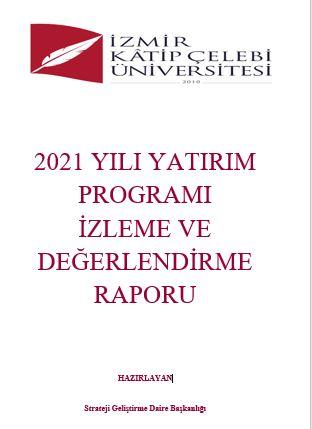 İZMİR
KÂTİP ÇELEBİ
ÜNİVERSİTESİ
2010
2021 YILI YATIRIM
PROGRAMI
İZLEME VE
DEĞERLENDİRME
RAPORU
HAZIRLAYAN
Strateji Geliştirme Daire Başkanlığı